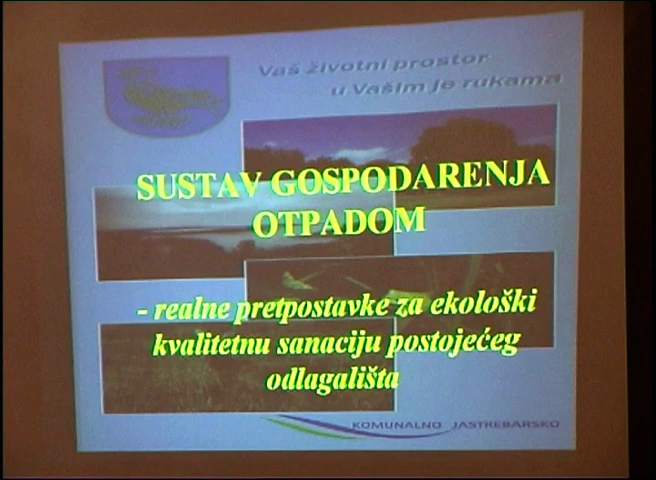 Vaš životni prostor
u Vašim je rukama
SUSTAV GOSPODARENJA
OTPADOM
- realne pretpostavke za ekološki
kvalitetnu sanaciju postojećeg
odlagališta
KOMUNALNO JASTREBARSKO